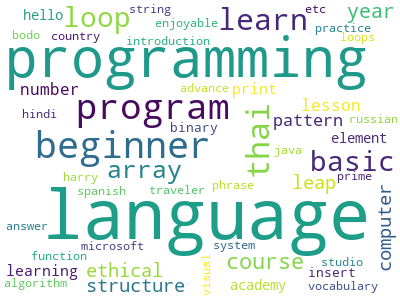 hello
string
etc
year
loop
learn
enjoyable
practice
bodo
country
introduction
loops
programming
number
advance
print
russian
hindi
program
lesson
binary
pattern
thai
element
beginner
java
basic
array
harry
phrase
leap
prime
spanish
traveler
language
computer
answer
microsoft
system
function
course
studio
learning
ethical
visual
insert
algorithm
structure
academy
vocabulary